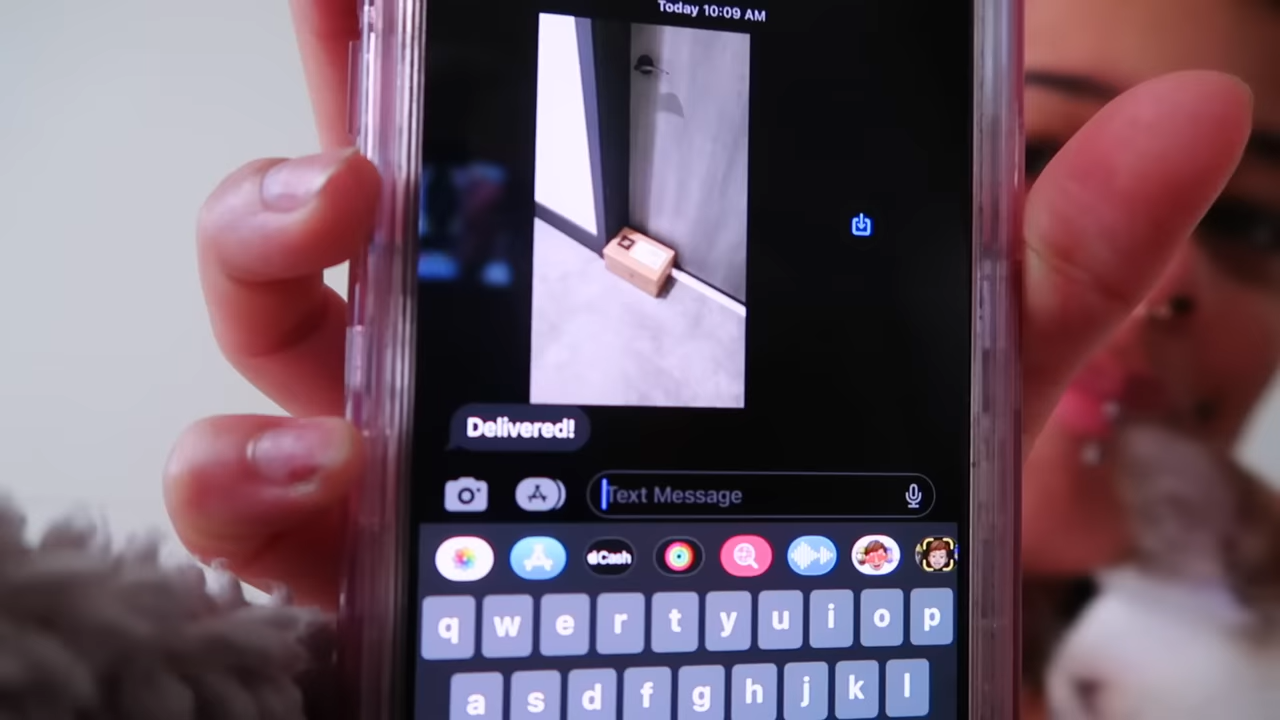 Today 10:09 AM
Delivered!
Text Message
Cash
q w e r t y u i o p
a s d f g h j k l